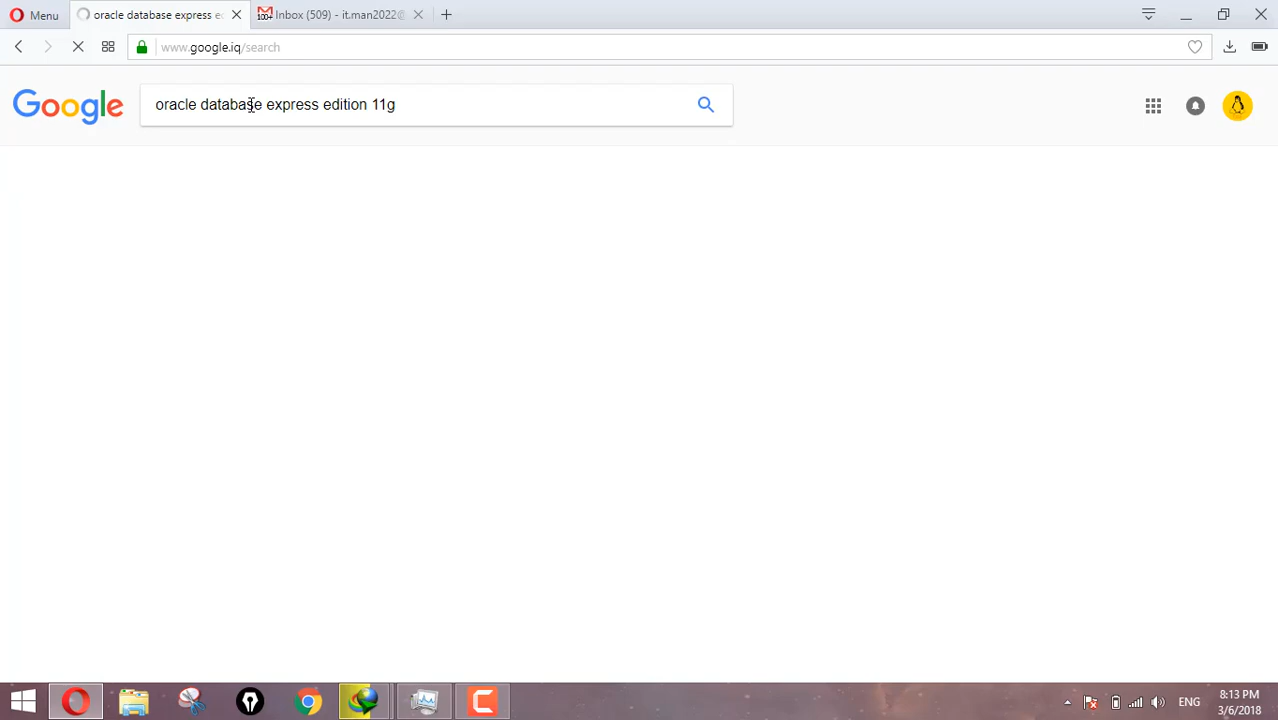 Menu
oracle database express ed
Inbox (509) - it.man2022@
www.google.iq/search
Google
oracle database express edition 11g
ENG
8:13 PM
3/6/2018